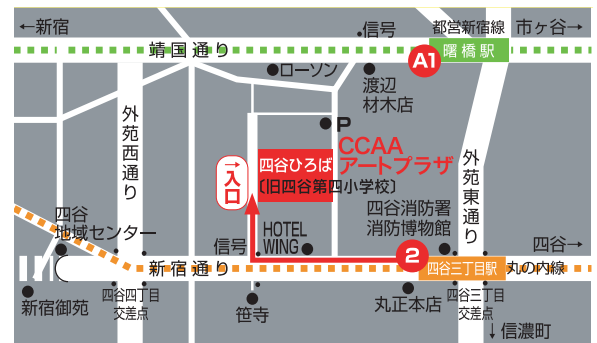 ←新宿
信号
都営新宿線
市ヶ谷→
靖国通り
A1
曙橋駅
ローソン
渡辺
材木店
外苑西通り
P
CCAA
アートプラザ
→入口
四谷ひろば
〔旧四谷第四小学校〕
外苑東通り
四谷
地域センター
四谷消防署
消防博物館
信号
HOTEL
WING
四谷→
新宿通り
2
四谷三丁目駅
丸の内線
新宿御苑
四谷四丁目
交差点
笹寺
丸正本店
四谷三丁目
交差点
↓信濃町